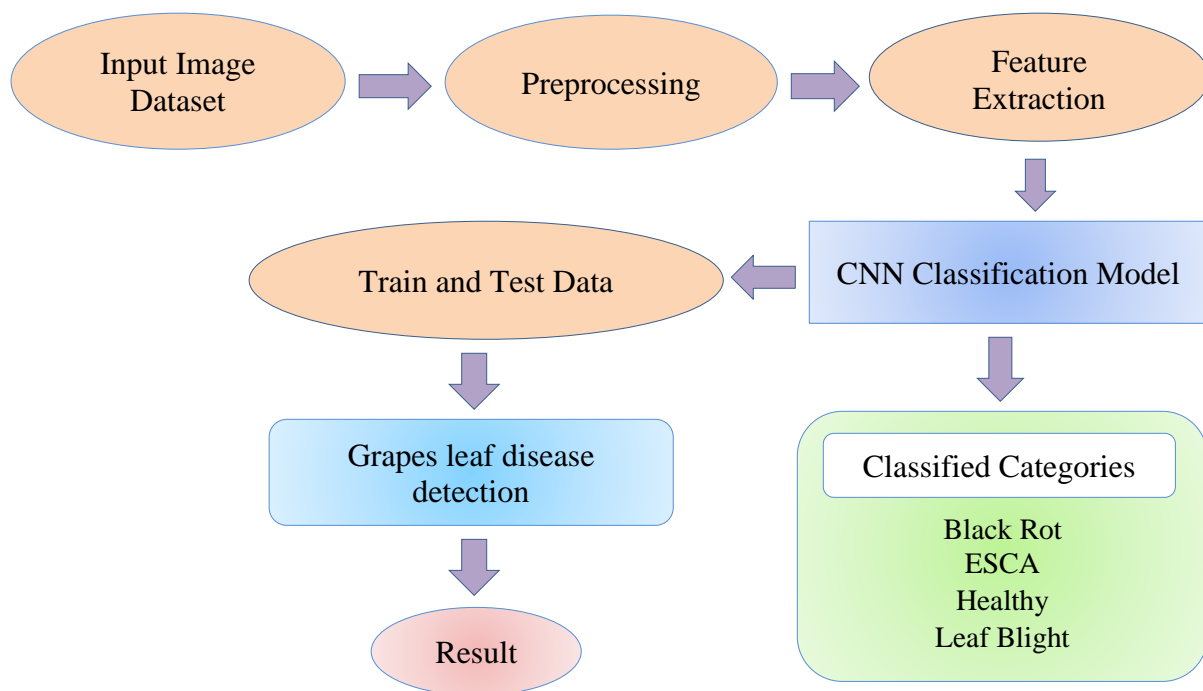 Input Image
Dataset
Preprocessing
Feature
Extraction
Train and Test Data
CNN Classification Model
Grapes leaf disease
detection
Classified Categories
Black Rot
ESCA
Healthy
Leaf Blight
Result